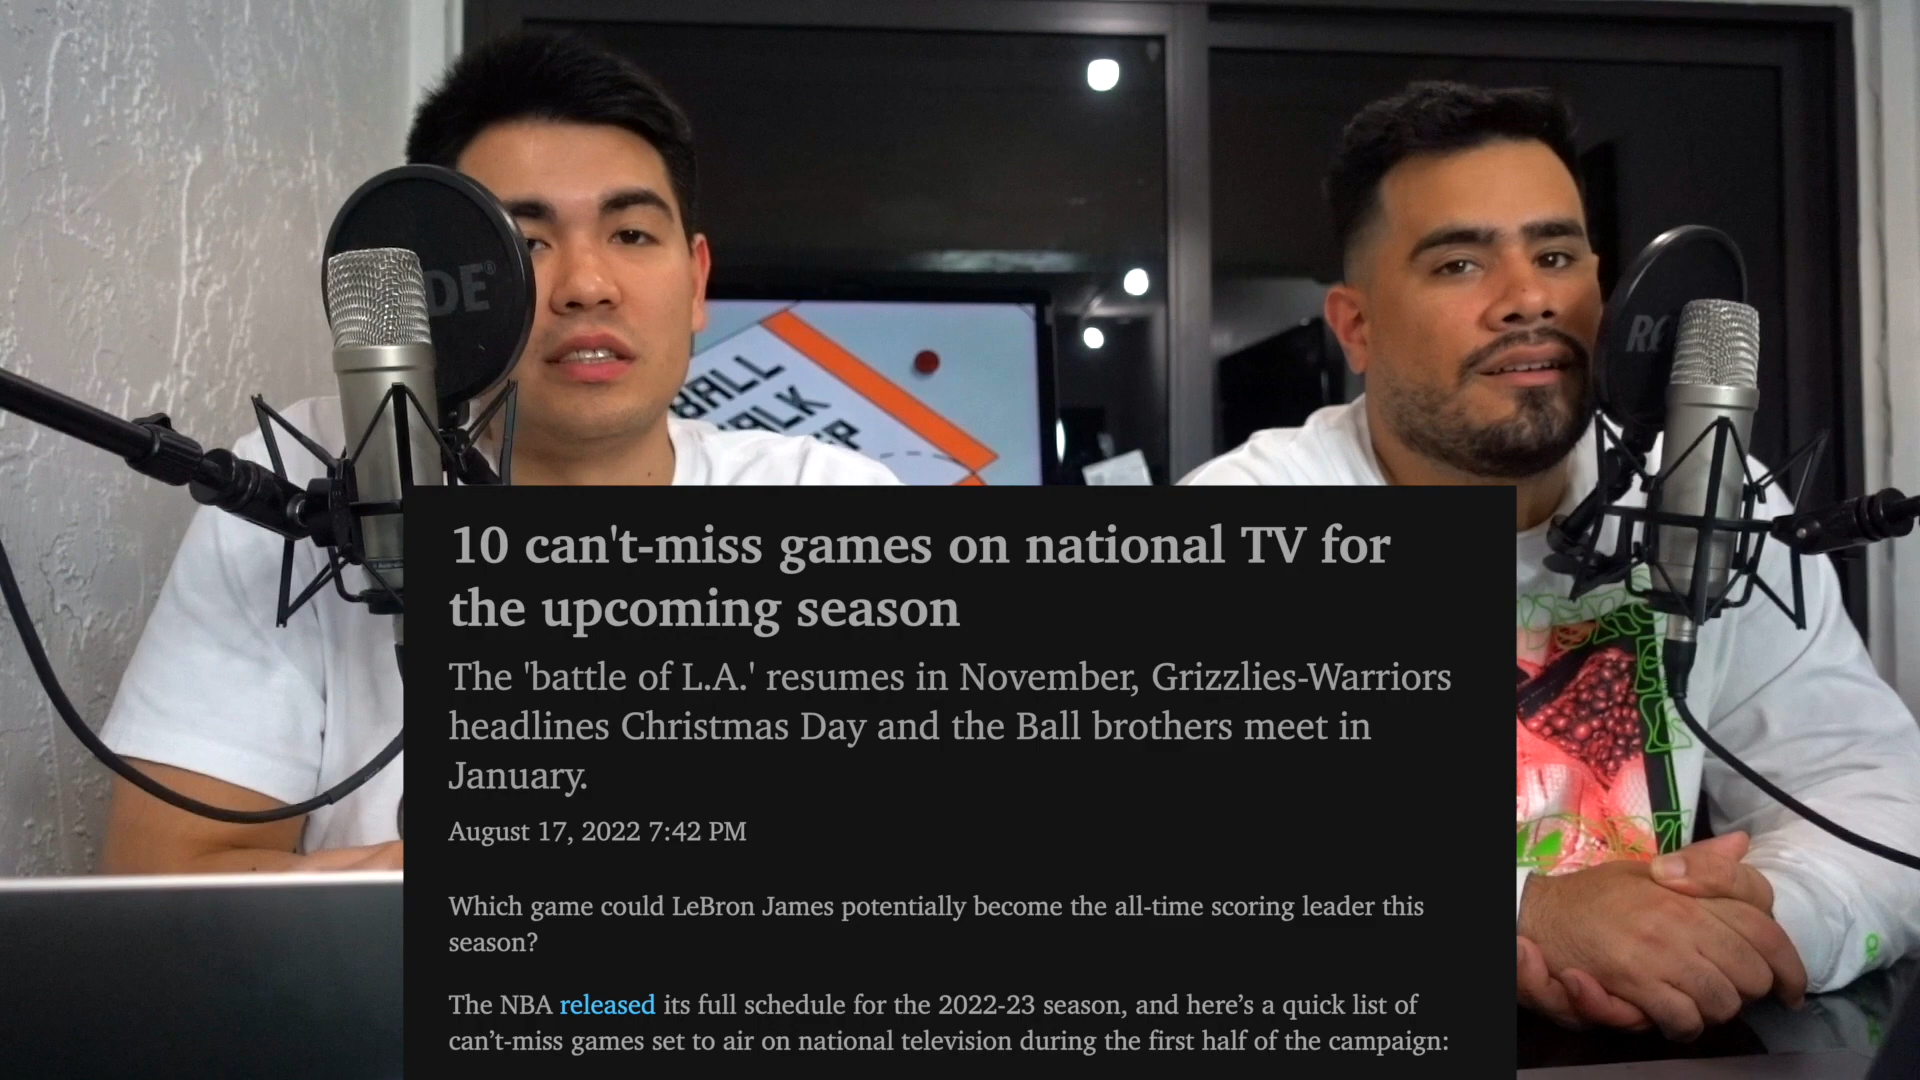 DE®
R
BALL
10 can't-miss games on national TV for
the upcoming season
The 'battle of L.A.' resumes in November, Grizzlies-Warriors
headlines Christmas Day and the Ball brothers meet in
January.
August 17, 2022 7:42 PM
Which game could LeBron James potentially become the all-time scoring leader this
season?
The NBA released its full schedule for the 2022-23 season, and here’s a quick list of
can’t-miss games set to air on national television during the first half of the campaign: